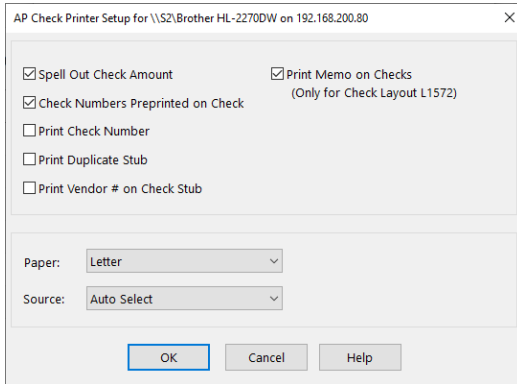 AP Check Printer Setup for \\S2\Brother HL-2270DW on 192.168.200.80
Spell Out Check Amount
Print Memo on Checks
(Only for Check Layout L1572)
Check Numbers Preprinted on Check
Print Check Number
Print Duplicate Stub
Print Vendor # on Check Stub
Paper: Letter
Source: Auto Select
OK Cancel Help